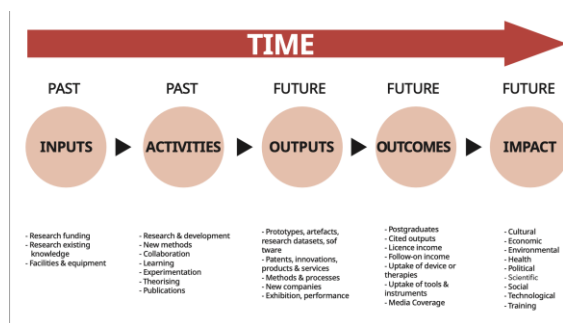 TIME
PAST
PAST
FUTURE
FUTURE
FUTURE
INPUTS
ACTIVITIES
OUTPUTS
OUTCOMES
IMPACT
- Research funding
- Research existing
knowledge
- Facilities & equipment
- Research & development
- New methods
- Collaboration
- Learning
- Experimentation
- Theorising
- Publications
- Prototypes, artefacts,
research datasets, sof
tware
- Patents, innovations,
products & services
- Methods & processes
- New companies
- Exhibition, performance
- Postgraduates
- Cited outputs
- Licence income
- Follow-on income
- Uptake of device or
therapies
- Uptake of tools &
instruments
- Media Coverage
- Cultural
- Economic
- Environmental
- Health
- Political
- Scientific
- Social
- Technological
- Training